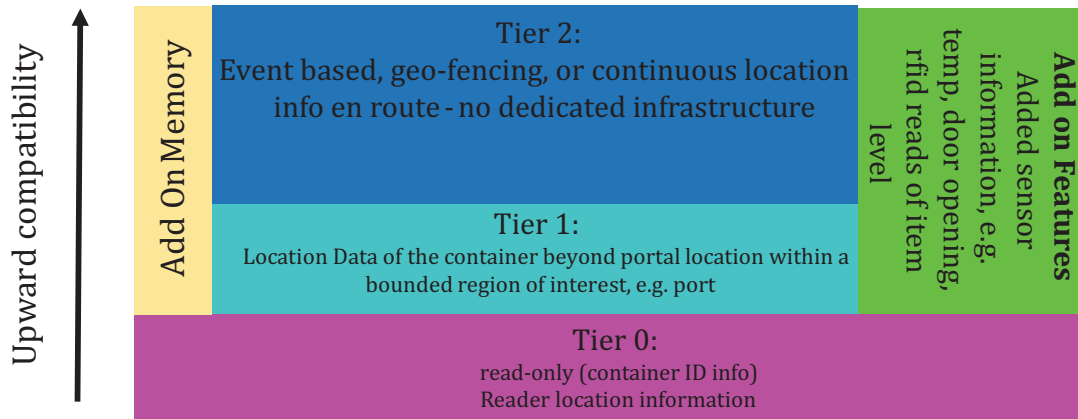 Upward compatibility
Add On Memory
Tier 2:
Event based, geo-fencing, or continuous location
info en route - no dedicated infrastructure
Tier 1:
Location Data of the container beyond portal location within a
bounded region of interest, e.g. port
Add on Features
Added sensor
information, e.g.
temp, door opening,
rfid reads of item
level
Tier 0:
read-only (container ID info)
Reader location information